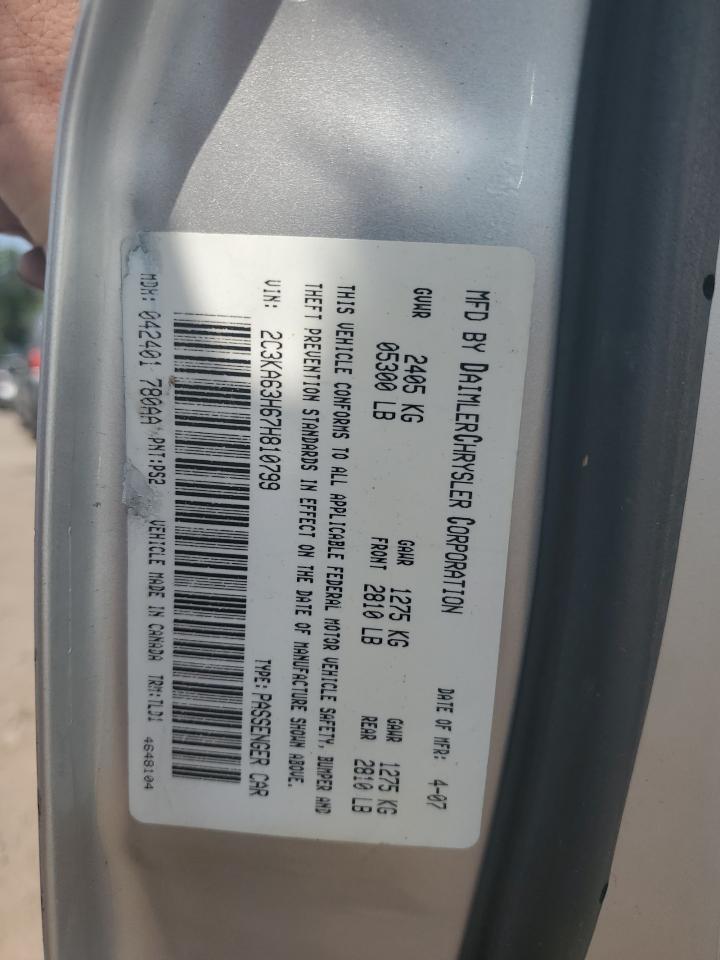 MFD BY DAIMLERCHRYSLER CORPORATION
DATE OF MFR: 4-07
GVWR 2405 KG
05300 LB
GAWR FRONT 1275 KG
2810 LB
GAWR REAR 1275 KG
2810 LB
THIS VEHICLE CONFORMS TO ALL APPLICABLE FEDERAL MOTOR VEHICLE SAFETY, BUMPER AND
THEFT PREVENTION STANDARDS IN EFFECT ON THE DATE OF MANUFACTURE SHOWN ABOVE.
VIN: 2C3KA63H67H810799 TYPE: PASSENGER CAR
MDH: 042401 780AA PNT:PS2 VEHICLE MADE IN CANADA TRM:TLD1 4648104